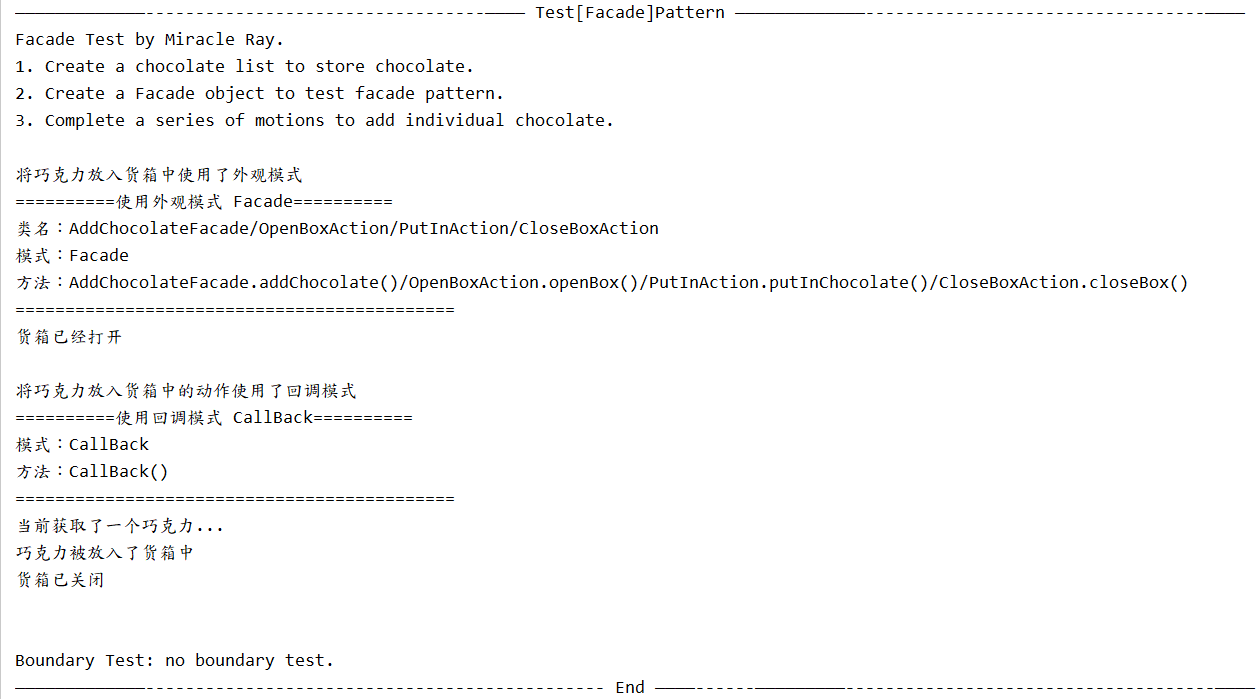 ————————————------------------------------------———— Test[Facade]Pattern —————————————-----------------------------------————
Facade Test by Miracle Ray.
1. Create a chocolate list to store chocolate.
2. Create a Facade object to test facade pattern.
3. Complete a series of motions to add individual chocolate.
将巧克力放入货箱中使用了外观模式
==========使用外观模式 Facade==========
类名：AddChocolateFacade/OpenBoxAction/PutInAction/CloseBoxAction
模式：Facade
方法：AddChocolateFacade.addChocolate()/OpenBoxAction.openBox()/PutInAction.putInChocolate()/CloseBoxAction.closeBox()
============================================
货箱已经打开
将巧克力放入货箱中的动作使用了回调模式
==========使用回调模式 CallBack==========
模式：CallBack
方法：CallBack()
============================================
当前获取了一个巧克力...
巧克力被放入了货箱中
货箱已关闭
Boundary Test: no boundary test.
—————————————---------------------------------------------- End ————------—————————-------------------------------------————